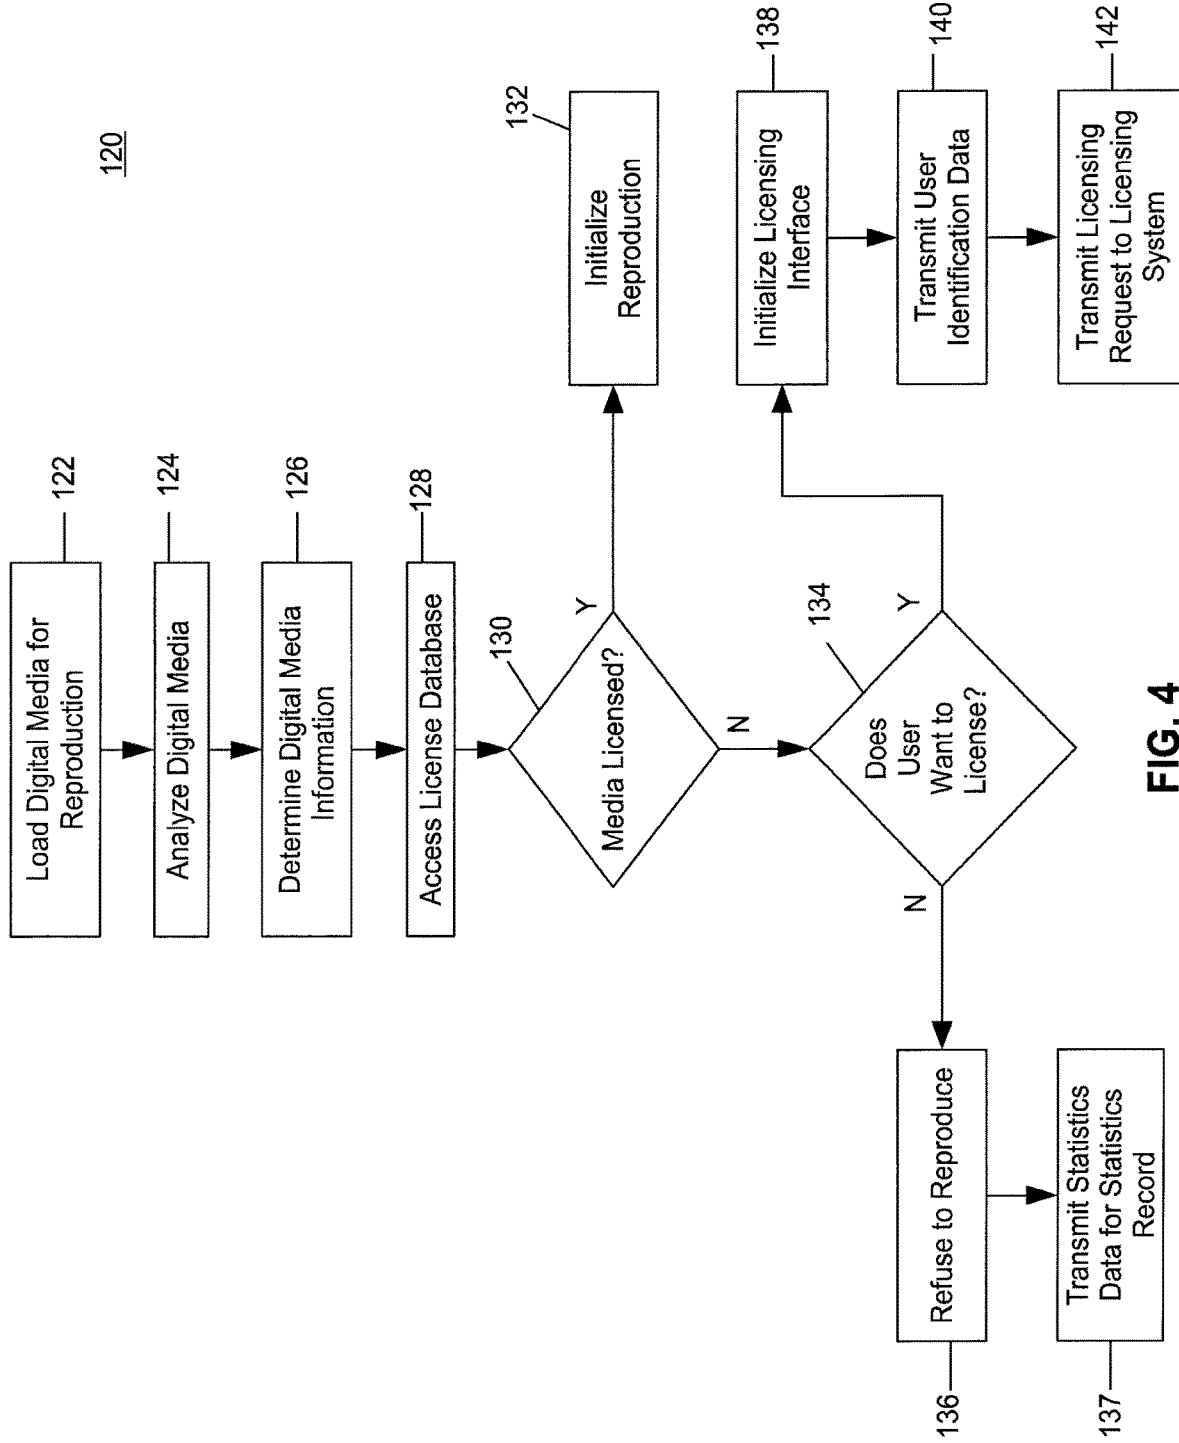 120
Load Digital Media for
Reproduction
122
Analyze Digital Media
124
Determine Digital Media
Information
126
Access License Database
128
130
Media Licensed?
Y
N
132
Initialize
Reproduction
134
Does
User
Want to
License?
Y
N
Initialize Licensing
Interface
138
Transmit User
Identification Data
140
Transmit Licensing
Request to Licensing
System
142
136
Refuse to Reproduce
137
Transmit Statistics
Data for Statistics
Record
FIG. 4